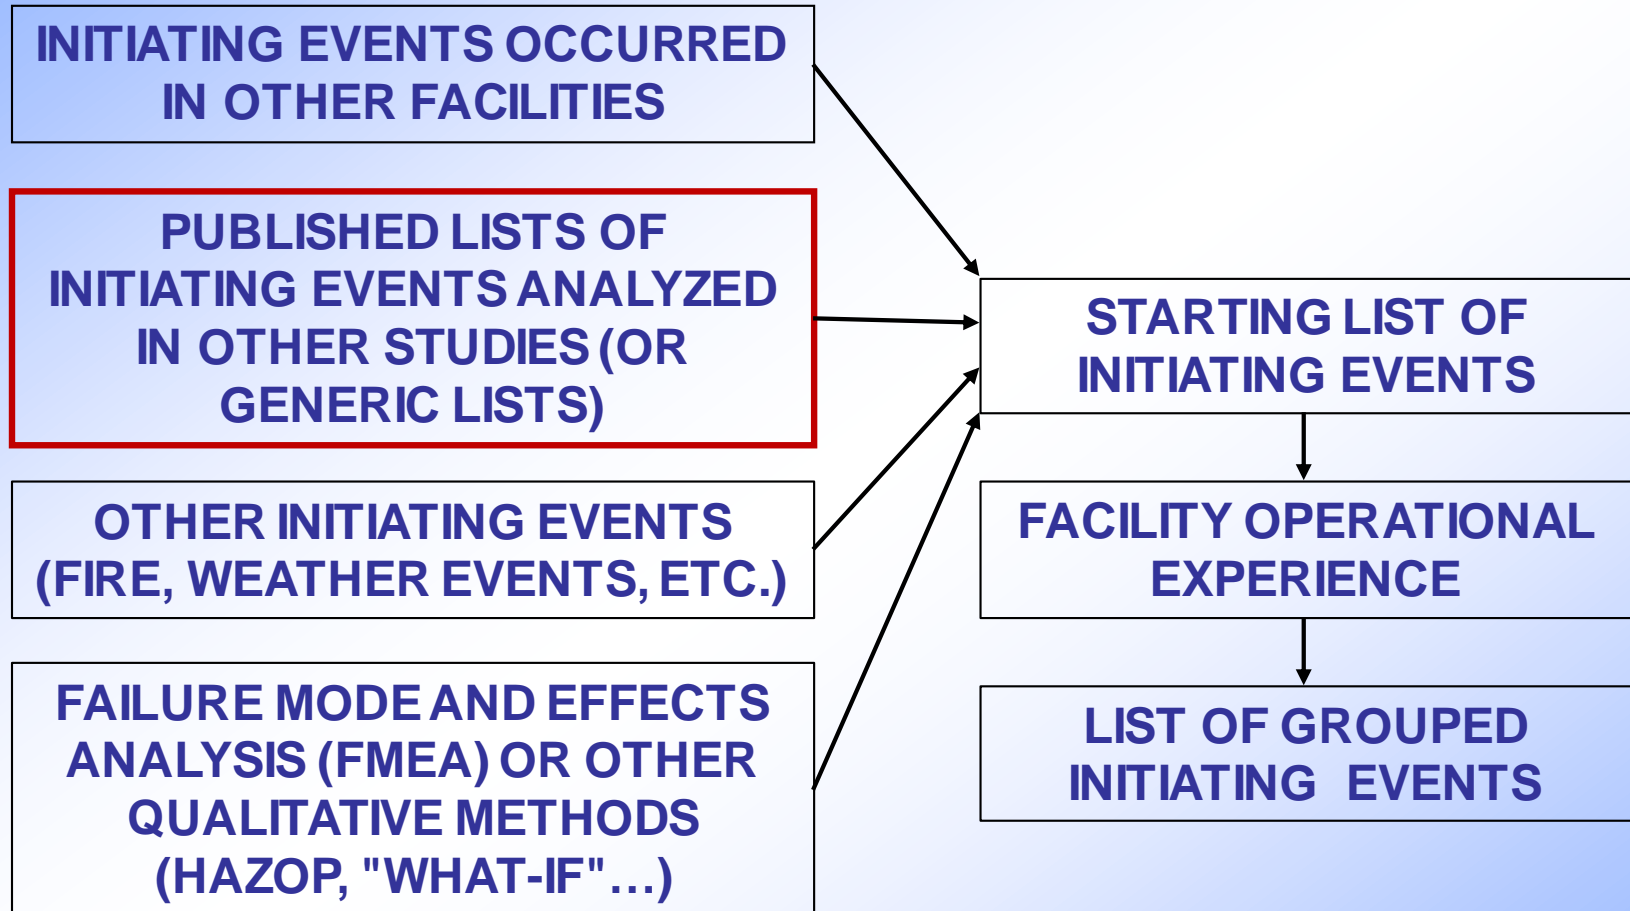 INITIATING EVENTS OCCURRED
IN OTHER FACILITIES
PUBLISHED LISTS OF
INITIATING EVENTS ANALYZED
IN OTHER STUDIES (OR
GENERIC LISTS)
OTHER INITIATING EVENTS
(FIRE, WEATHER EVENTS, ETC.)
FAILURE MODE AND EFFECTS
ANALYSIS (FMEA) OR OTHER
QUALITATIVE METHODS
(HAZOP, "WHAT-IF"…)
STARTING LIST OF
INITIATING EVENTS
FACILITY OPERATIONAL
EXPERIENCE
LIST OF GROUPED
INITIATING EVENTS